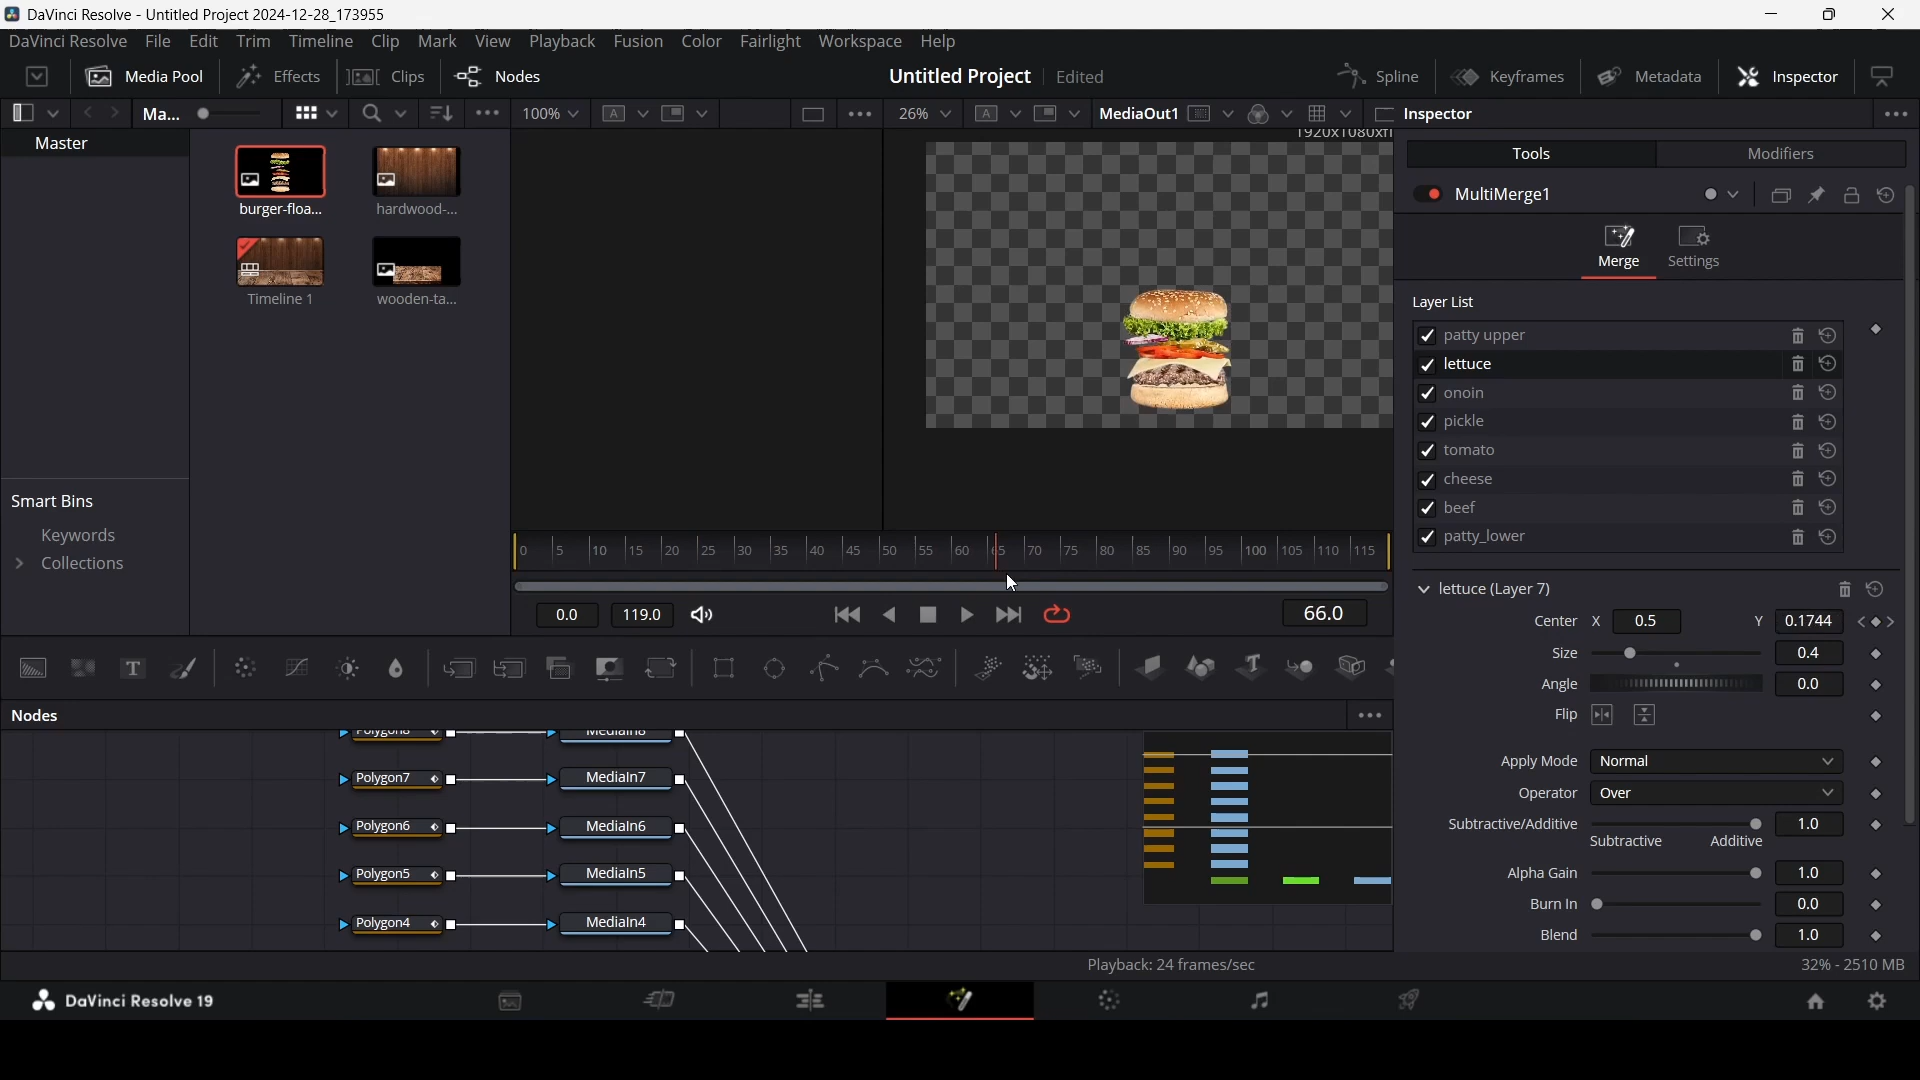 DaVinci Resolve - Untitled Project 2024-12-28_173955
DaVinci Resolve File Edit Trim Timeline Clip Mark View Playback Fusion Color Fairlight Workspace Help
Media Pool Effects Clips Nodes Untitled Project Edited Spline Keyframes Metadata Inspector
Ma... 100% 26% MediaOut1 Inspector
Master
burger-floa...
hardwood-...
Timeline 1
wooden-ta...
Smart Bins
Keywords
Collections
Tools Modifiers
MultiMerge1
Merge Settings
Layer List
patty upper
lettuce
onoin
pickle
tomato
cheese
beef
patty_lower
0 5 10 15 20 25 30 35 40 45 50 55 60 65 70 75 80 85 90 95 100 105 110 115
0.0 119.0 66.0
lettuce (Layer 7)
Center X 0.5 Y 0.1744
Size 0.4
Angle 0.0
Flip
Apply Mode Normal
Operator Over
Subtractive/Additive 1.0
Subtractive Additive
Alpha Gain 1.0
Burn In 0.0
Blend 1.0
Nodes
Polygon8 MediaIn8
Polygon7 MediaIn7
Polygon6 MediaIn6
Polygon5 MediaIn5
Polygon4 MediaIn4
Playback: 24 frames/sec
32% - 2510 MB
DaVinci Resolve 19